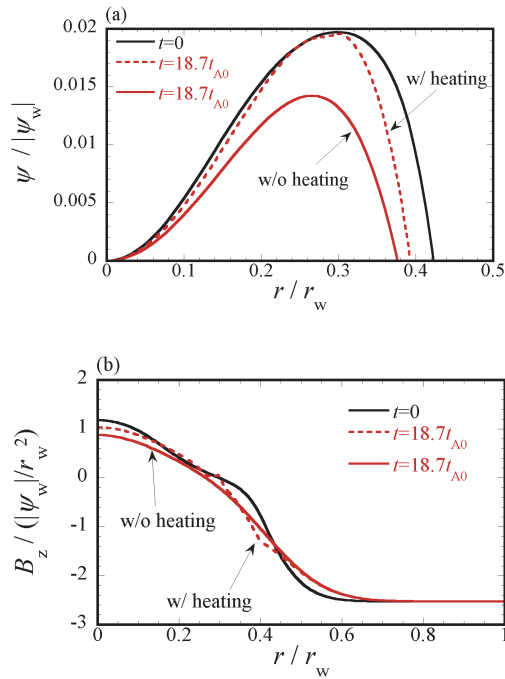 (a)
0.02
0.015
0.01
0.005
0
ψ / |ψw|
t=0
t=18.7tA0
t=18.7tA0
w/ heating
w/o heating
0 0.1 0.2 0.3 0.4 0.5
r / rw
(b)
2
1
0
-1
-2
-3
Bz / (|ψw|/rw²)
t=0
t=18.7tA0
t=18.7tA0
w/o heating
w/ heating
0 0.2 0.4 0.6 0.8 1
r / rw